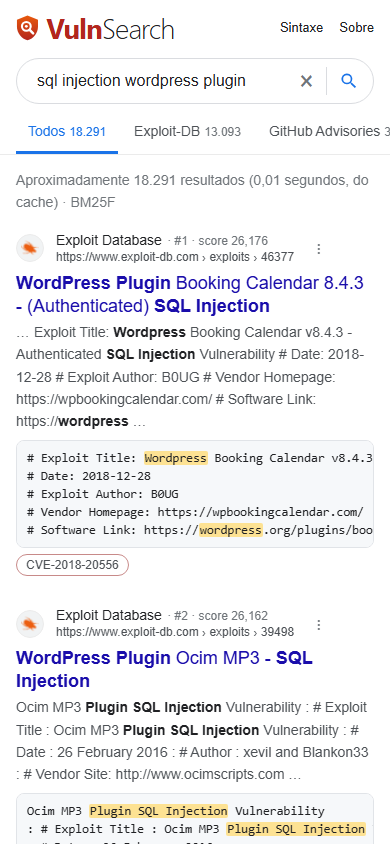 VulnSearch
Sintaxe Sobre
sql injection wordpress plugin
Todos 18.291 Exploit-DB 13.093 GitHub Advisories 3
Aproximadamente 18.291 resultados (0,01 segundos, do
cache) · BM25F
Exploit Database · #1 · score 26,176
https://www.exploit-db.com › exploits › 46377
WordPress Plugin Booking Calendar 8.4.3
- (Authenticated) SQL Injection
… Exploit Title: Wordpress Booking Calendar v8.4.3 -
Authenticated SQL Injection Vulnerability # Date: 2018-
12-28 # Exploit Author: B0UG # Vendor Homepage:
https://wpbookingcalendar.com/ # Software Link:
https://wordpress …
# Exploit Title: Wordpress Booking Calendar v8.4.3
# Date: 2018-12-28
# Exploit Author: B0UG
# Vendor Homepage: https://wpbookingcalendar.com/
# Software Link: https://wordpress.org/plugins/boo
CVE-2018-20556
Exploit Database · #2 · score 26,162
https://www.exploit-db.com › exploits › 39498
WordPress Plugin Ocim MP3 - SQL
Injection
Ocim MP3 Plugin SQL Injection Vulnerability : # Exploit
Title : Ocim MP3 Plugin SQL Injection Vulnerability : #
Date : 26 February 2016 : # Author : xevil and Blankon33
: # Vendor Site: http://www.ocimscripts.com …
Ocim MP3 Plugin SQL Injection Vulnerability
: # Exploit Title : Ocim MP3 Plugin SQL Injection